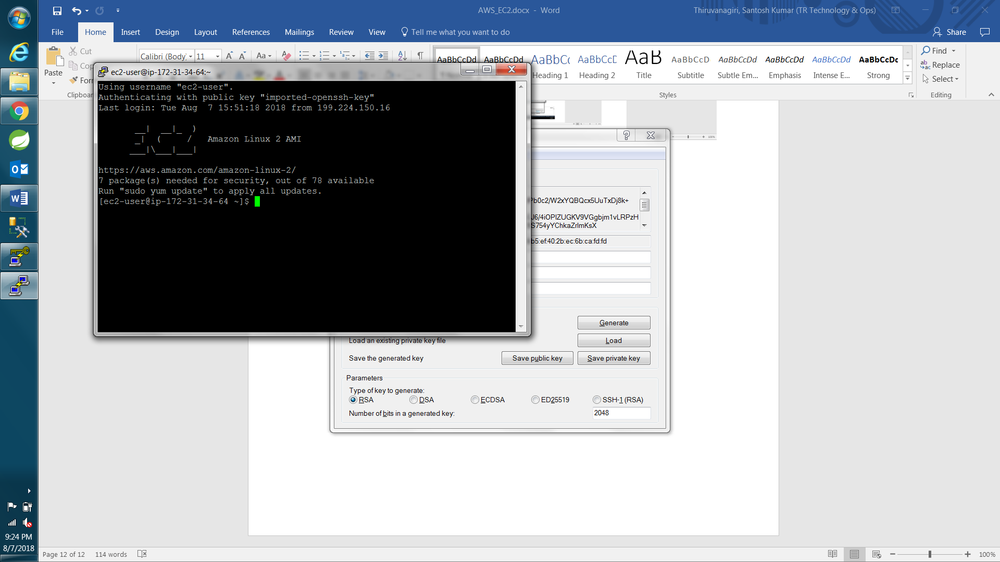 AWS_EC2.docx - Word
Thiruvanagiri, Santosh Kumar (TR Technology & Ops)
File
Home
Insert
Design
Layout
References
Mailings
Review
View
Tell me what you want to do
Share
Paste
Cut
Cop
Form
Clipboar
Calibri (Body)
11
Aa
AaBbCcDd
AaBbCcDd
AaBbCc
AaBbCcD
AaB
AaBbCcD
AaBbCcDd
AaBbCcDd
AaBbCcDd
AaBbCcDc
Heading 1
Heading 2
Title
Subtitle
Subtle Em...
Emphasis
Intense E...
Strong
Styles
Find
Replace
Select
Editing
ec2-user@ip-172-31-34-64:~
Using username "ec2-user".
Authenticating with public key "imported-openssh-key"
Last login: Tue Aug  7 15:51:18 2018 from 199.224.150.16
__|  __|_  )
_|  (     /   Amazon Linux 2 AMI
___|\___|___|
https://aws.amazon.com/amazon-linux-2/
7 package(s) needed for security, out of 78 available
Run "sudo yum update" to apply all updates.
[ec2-user@ip-172-31-34-64 ~]$
Pb0c2/W2xYQBQcx5UuTxDj8k+
J6/4iOPIZUGKV9VGgbjm1vLRPzH
S754yYChkaZrlmKsX
b5:ef:40:2b:ec:6b:ca:fd:fd
Generate
Load an existing private key file
Load
Save the generated key
Save public key
Save private key
Parameters
Type of key to generate:
RSA
DSA
ECDSA
ED25519
SSH-1 (RSA)
Number of bits in a generated key:
2048
9:24 PM
8/7/2018
Page 12 of 12
114 words
100%